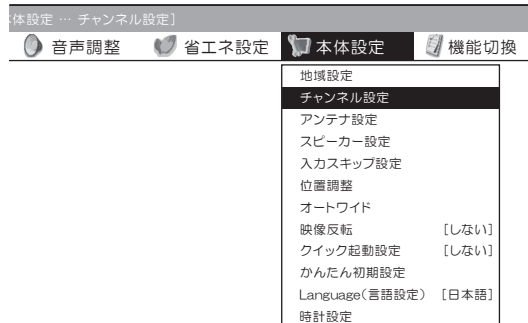 体設定 … チャンネル設定]
音声調整 省エネ設定 本体設定 機能切換
地域設定
チャンネル設定
アンテナ設定
スピーカー設定
入力スキップ設定
位置調整
オートワイド
映像反転 [しない]
クイック起動設定 [しない]
かんたん初期設定
Language(言語設定) [日本語]
時計設定